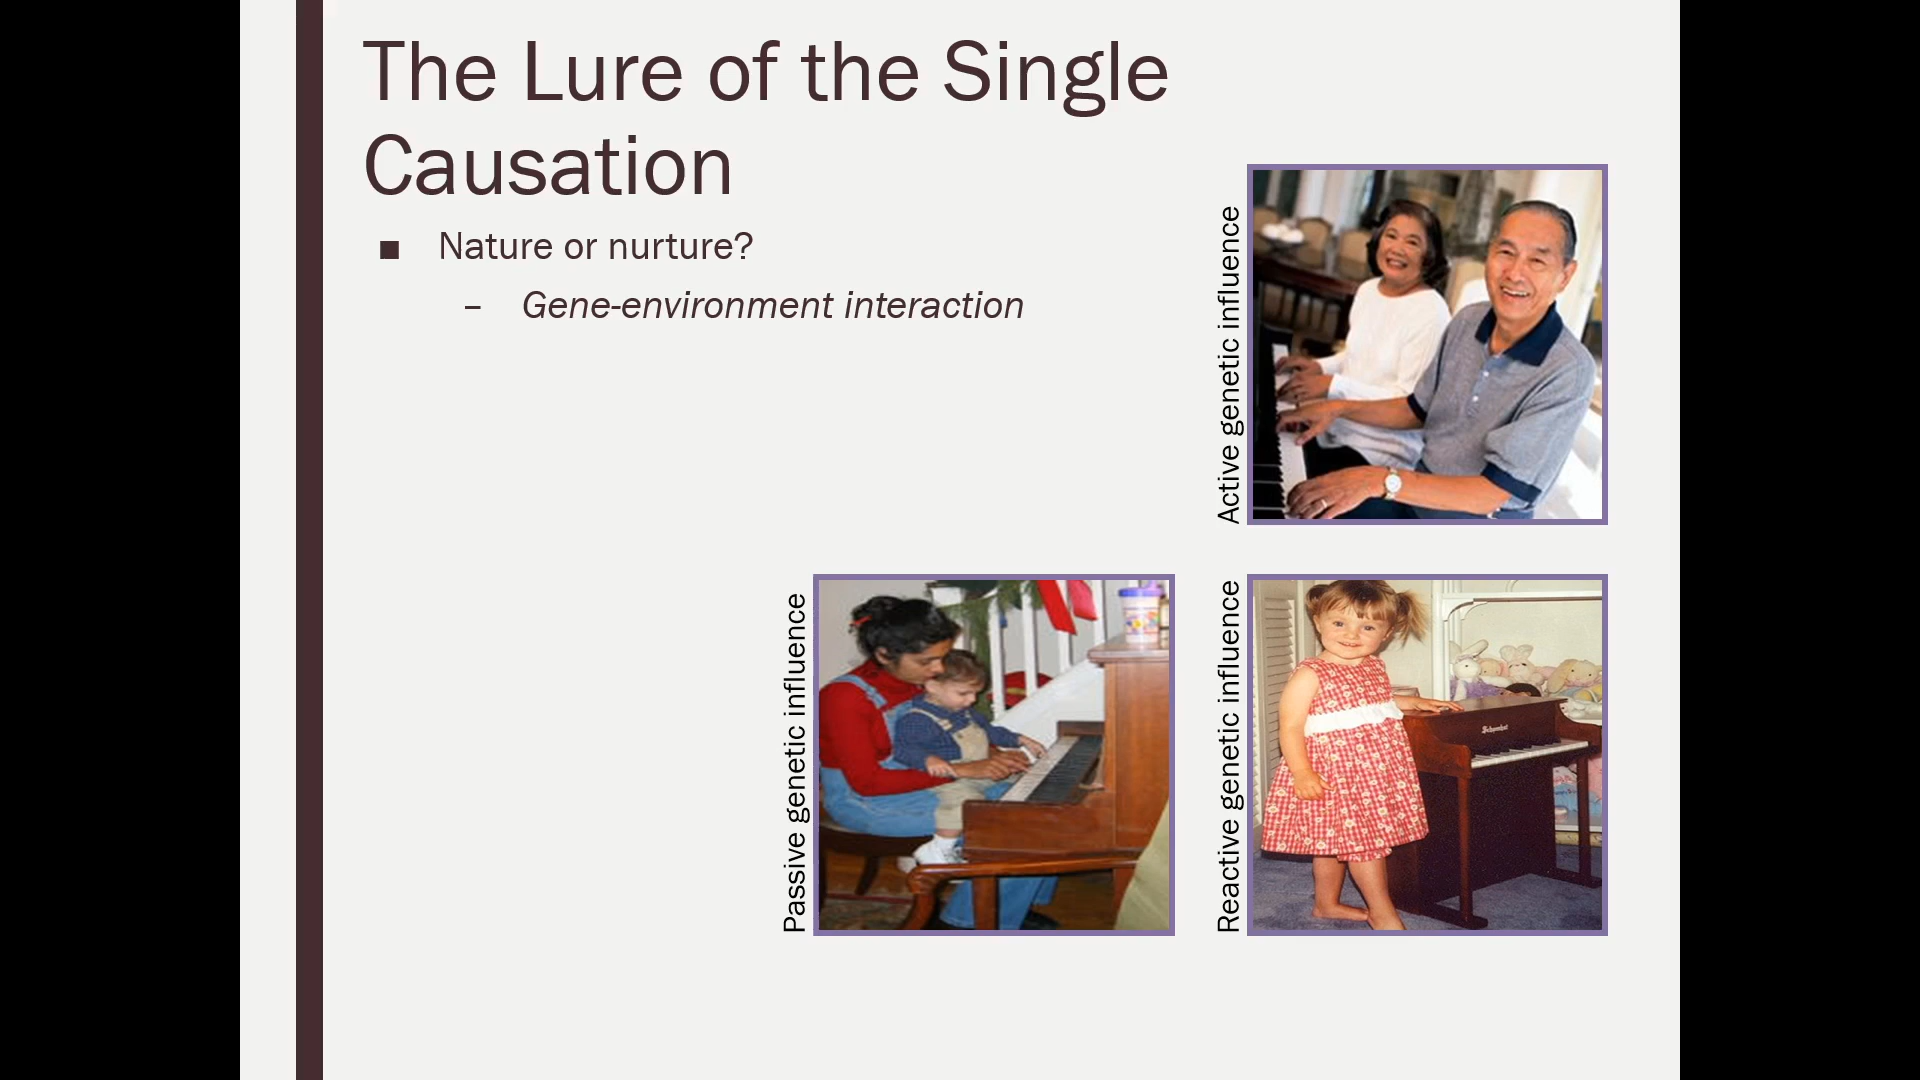 The Lure of the Single
Causation
■ Nature or nurture?
– Gene-environment interaction
Active genetic influence
Passive genetic influence
Reactive genetic influence